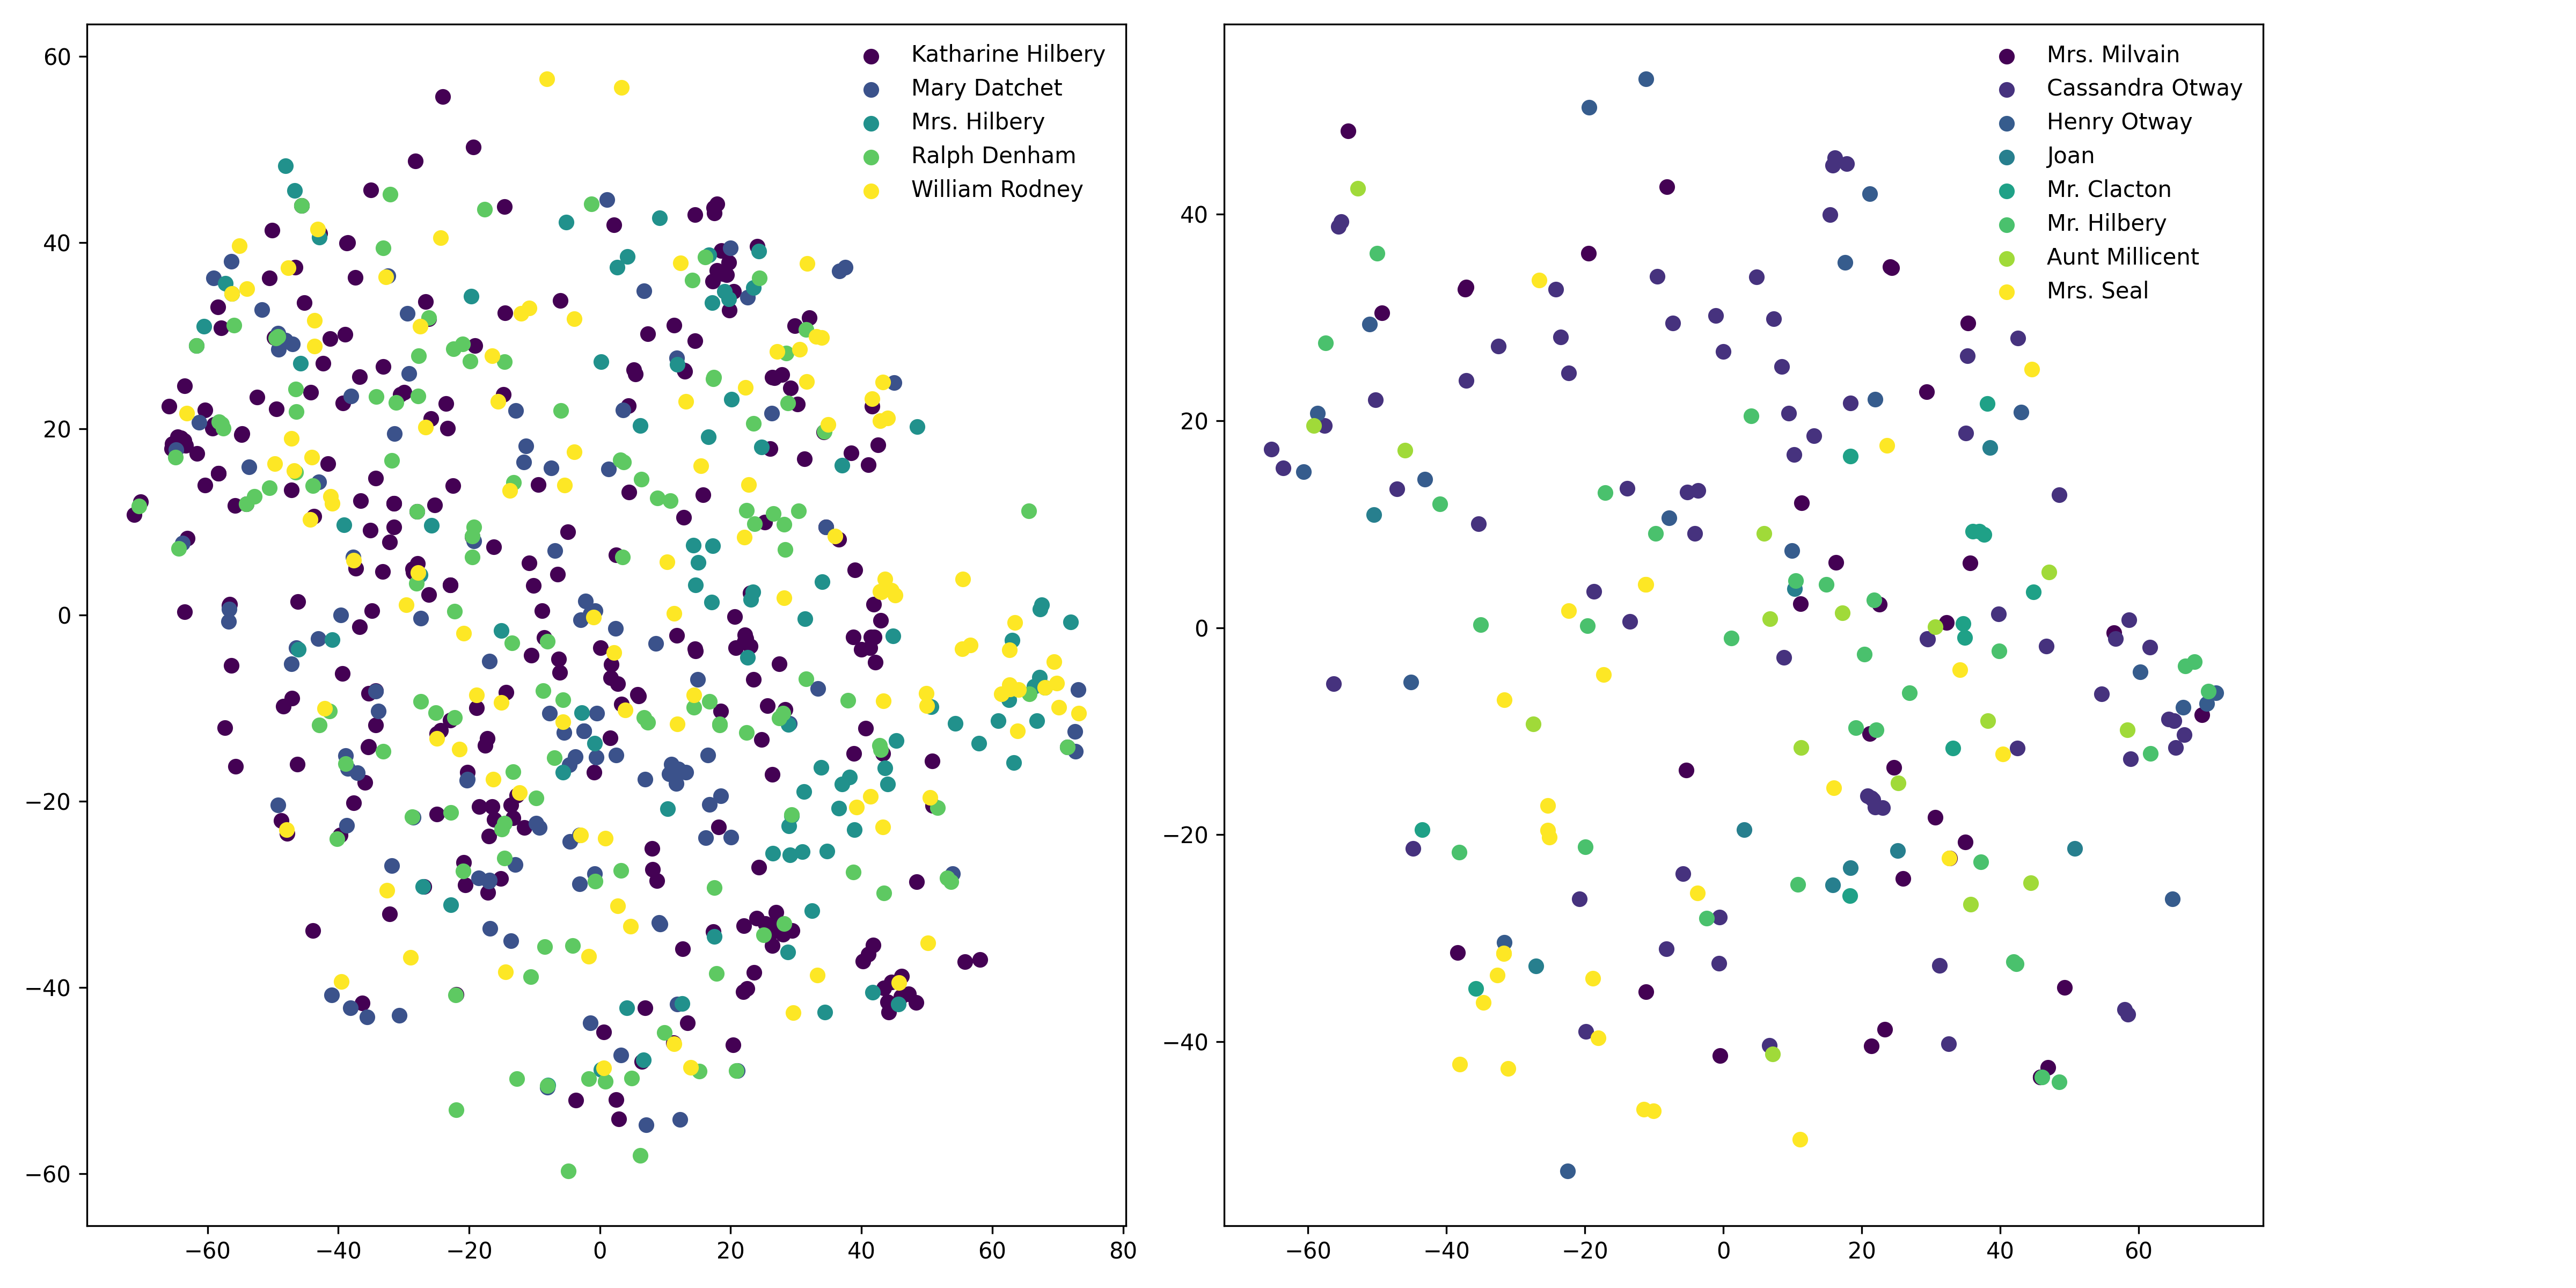 60
40
20
0
−20
−40
−60
−60
−40
−20
0
20
40
60
80
Katharine Hilbery
Mary Datchet
Mrs. Hilbery
Ralph Denham
William Rodney
40
20
0
−20
−40
−60
−40
−20
0
20
40
60
Mrs. Milvain
Cassandra Otway
Henry Otway
Joan
Mr. Clacton
Mr. Hilbery
Aunt Millicent
Mrs. Seal